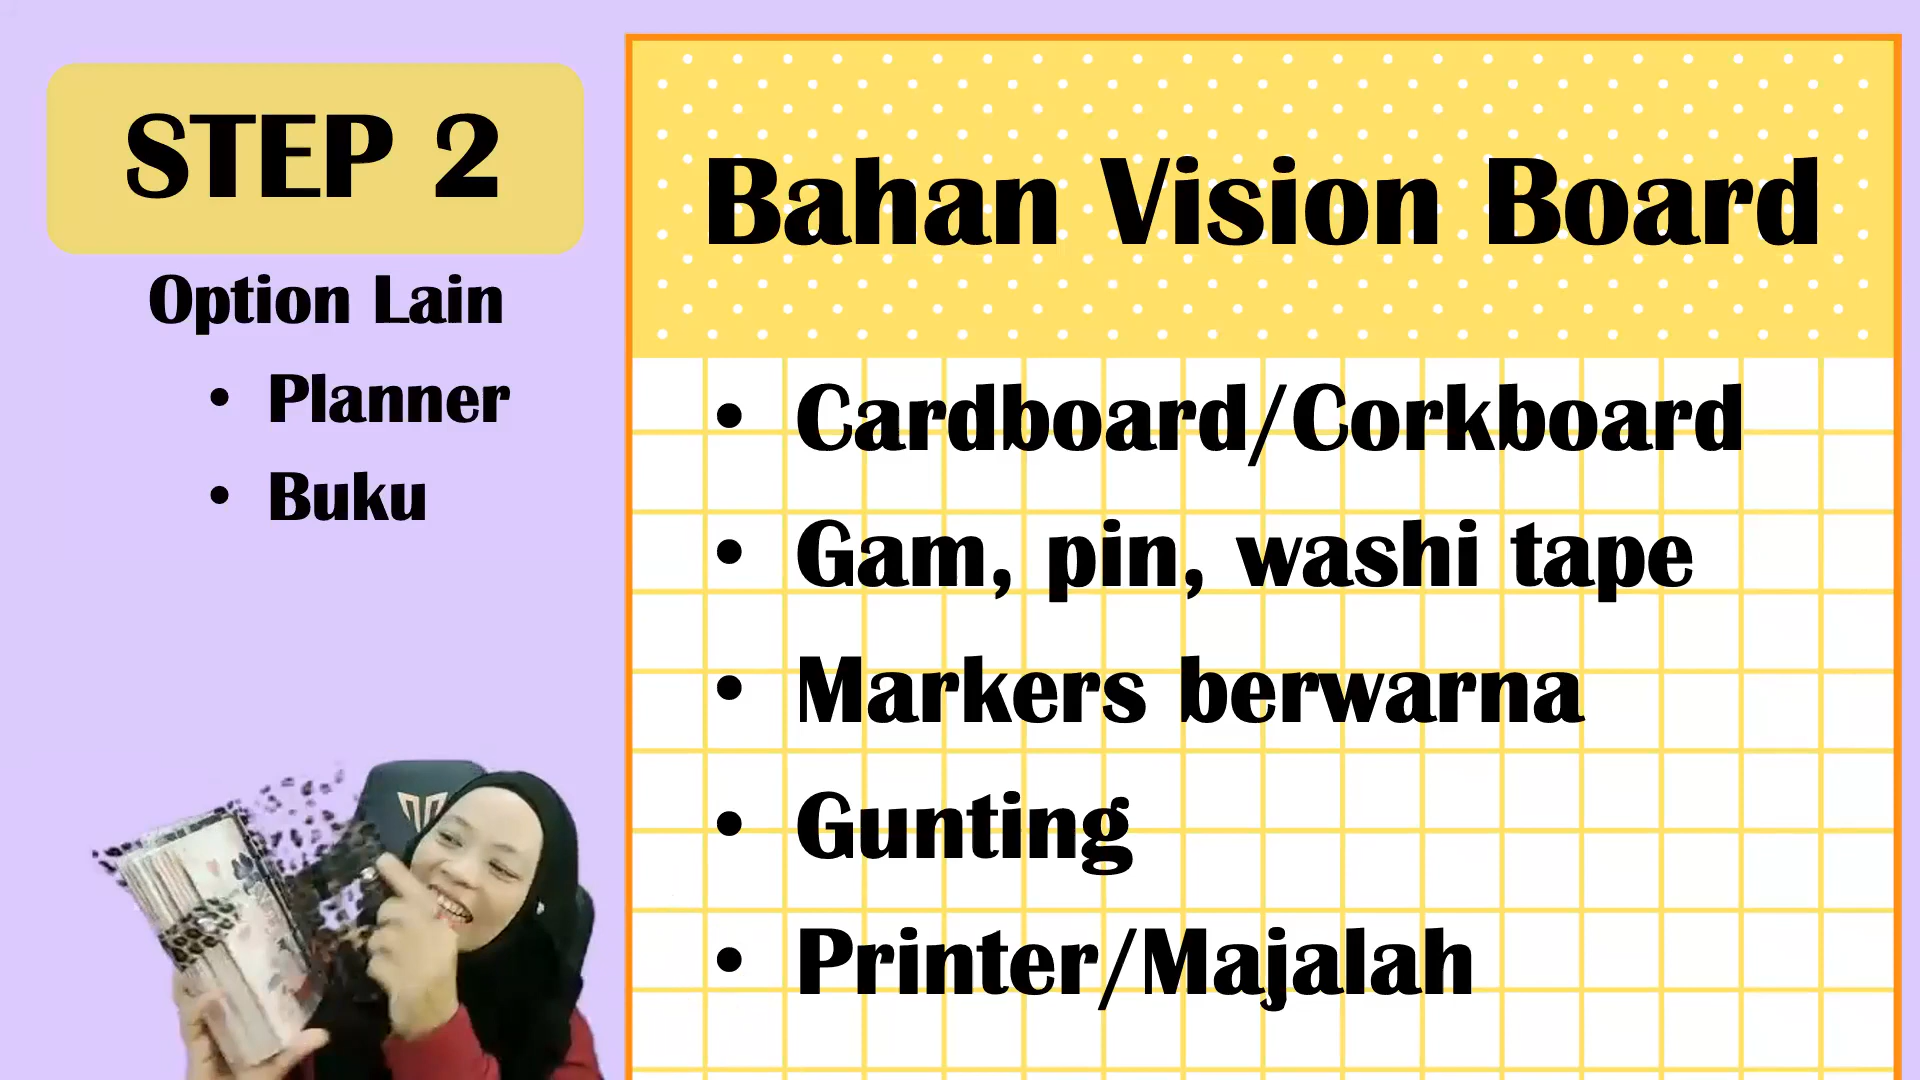 STEP 2
Option Lain
• Planner
• Buku
Bahan Vision Board
• Cardboard/Corkboard
• Gam, pin, washi tape
• Markers berwarna
• Gunting
• Printer/Majalah